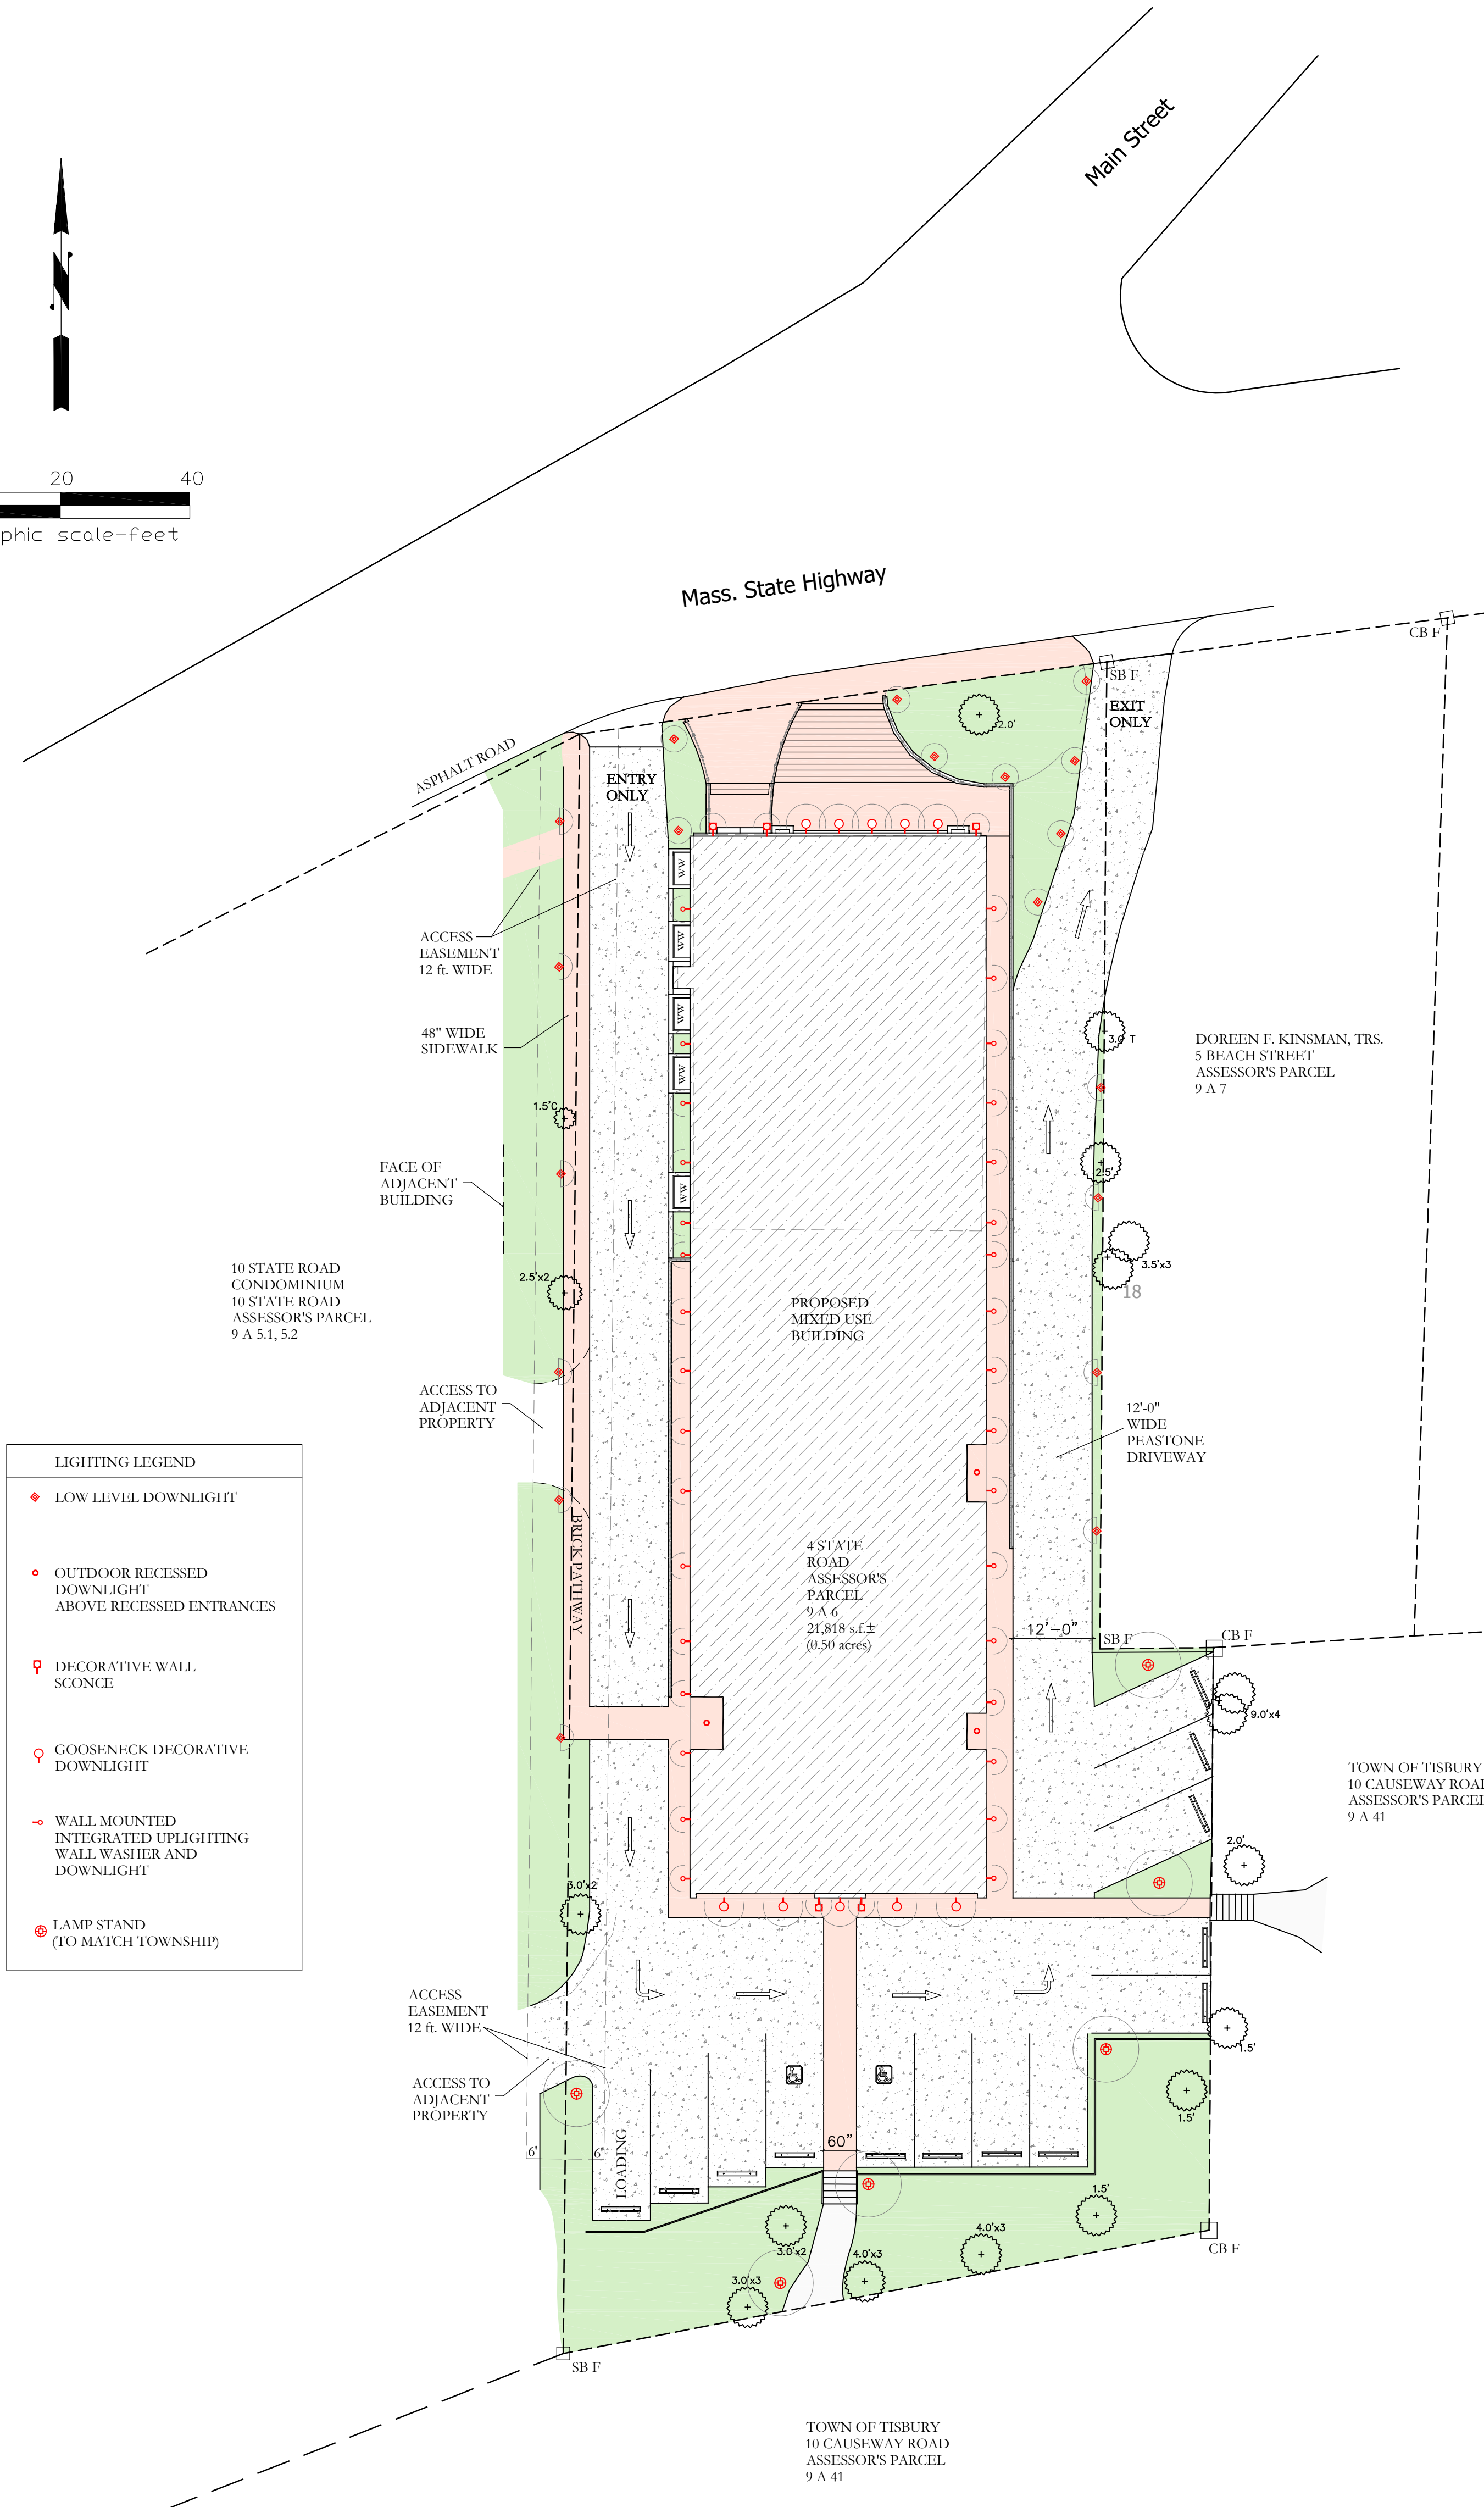 Main Street
20 40
phic scale-feet
Mass. State Highway
CB F
SB F
EXIT
ONLY
2.0'
ASPHALT ROAD
ENTRY
ONLY
WW
WW
WW
WW
WW
ACCESS
EASEMENT
12 ft. WIDE
48" WIDE
SIDEWALK
3.0' T
DOREEN F. KINSMAN, TRS.
5 BEACH STREET
ASSESSOR'S PARCEL
9 A 7
1.5'C
FACE OF
ADJACENT
BUILDING
2.5'
3.5'x3
18
10 STATE ROAD
CONDOMINIUM
10 STATE ROAD
ASSESSOR'S PARCEL
9 A 5.1, 5.2
2.5'x2
PROPOSED
MIXED USE
BUILDING
ACCESS TO
ADJACENT
PROPERTY
12'-0"
WIDE
PEASTONE
DRIVEWAY
BRICK PATHWAY
4 STATE
ROAD
ASSESSOR'S
PARCEL
9 A 6
21,818 s.f.±
(0.50 acres)
12'-0"
SB F
CB F
LIGHTING LEGEND
LOW LEVEL DOWNLIGHT
OUTDOOR RECESSED
DOWNLIGHT
ABOVE RECESSED ENTRANCES
DECORATIVE WALL
SCONCE
GOOSENECK DECORATIVE
DOWNLIGHT
WALL MOUNTED
INTEGRATED UPLIGHTING
WALL WASHER AND
DOWNLIGHT
LAMP STAND
(TO MATCH TOWNSHIP)
9.0'x4
TOWN OF TISBURY
10 CAUSEWAY ROAD
ASSESSOR'S PARCEL
9 A 41
2.0'
3.0'x2
ACCESS
EASEMENT
12 ft. WIDE
1.5'
ACCESS TO
ADJACENT
PROPERTY
1.5'
6' 6'
LOADING
60"
1.5'
3.0'x2
4.0'x3
4.0'x3
3.0'x3
CB F
SB F
TOWN OF TISBURY
10 CAUSEWAY ROAD
ASSESSOR'S PARCEL
9 A 41